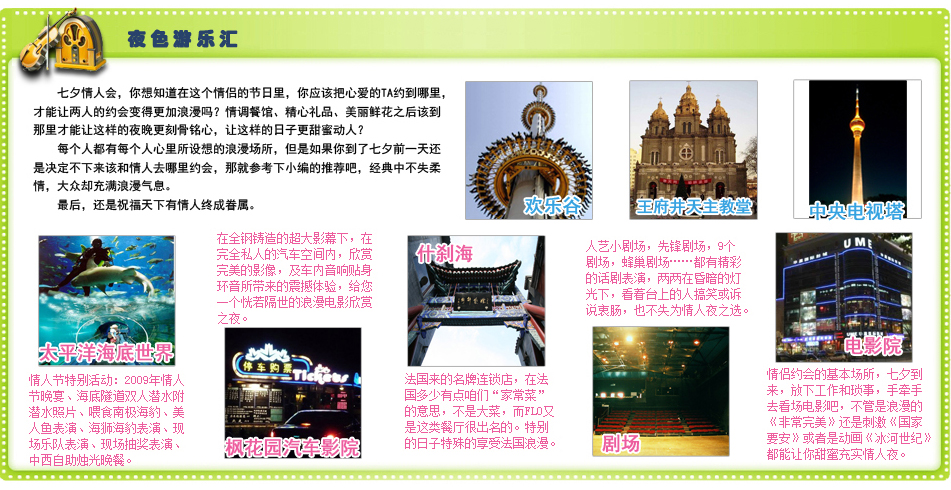 夜色游乐汇
七夕情人会，你想知道在这个情侣的节日里，你应该把心爱的TA约到哪里，
才能让两人的约会变得更加浪漫吗？情调餐馆、精心礼品、美丽鲜花之后该到
那里才能让这样的夜晚更刻骨铭心，让这样的日子更甜蜜动人？
每个人都有每个人心里所设想的浪漫场所，但是如果你到了七夕前一天还
是决定不下来该和情人去哪里约会，那就参考下小编的推荐吧，经典中不失柔
情，大众却充满浪漫气息。
最后，还是祝福天下有情人终成眷属。
欢乐谷
王府井天主教堂
中央电视塔
太平洋海底世界
情人节特别活动：2009年情人
节晚宴、海底隧道双人潜水附
潜水照片、喂食南极海豹、美
人鱼表演、海狮海豹表演、现
场乐队表演、现场抽奖表演、
中西自助烛光晚餐。
在全钢铸造的超大影幕下，在
完全私人的汽车空间内，欣赏
完美的影像，及车内音响贴身
环音所带来的震撼体验，给您
一个恍若隔世的浪漫电影欣赏
之夜。
停车购票
Tickets
枫花园汽车影院
什刹海
法国来的名牌连锁店，在法
国多少有点咱们“家常菜”
的意思，不是大菜，而FLO又
是这类餐厅很出名的。特别
的日子特殊的享受法国浪漫。
人艺小剧场，先锋剧场，9个
剧场，蜂巢剧场……都有精彩
的话剧表演，两两在昏暗的灯
光下，看着台上的人搞笑或诉
说衷肠，也不失为情人夜之选。
剧场
UME
电影院
情侣约会的基本场所，七夕到
来，放下工作和琐事，手牵手
去看场电影吧，不管是浪漫的
《非常完美》还是刺激《国家
要安》或者是动画《冰河世纪》
都能让你甜蜜充实情人夜。